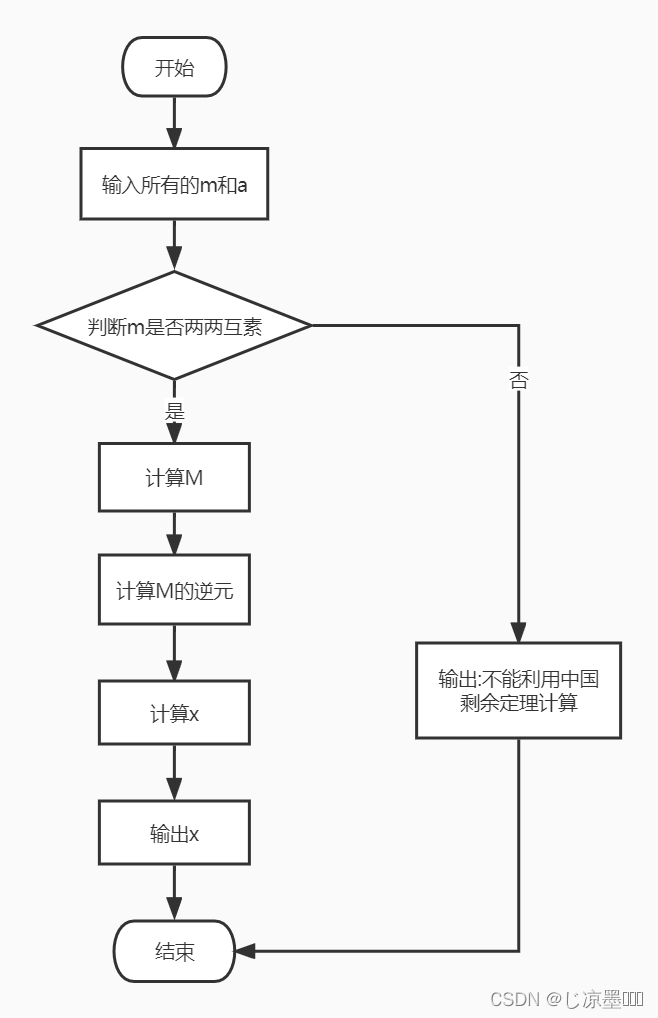 开始
输入所有的m和a
判断m是否两两互素
是
否
计算M
计算M的逆元
计算x
输出x
输出:不能利用中国
剩余定理计算
结束
CSDN @じ凉墨